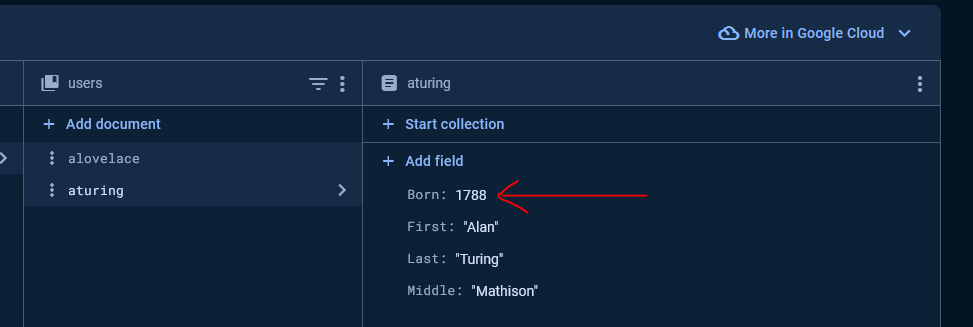 More in Google Cloud
users
aturing
+ Add document
+ Start collection
alovelace
aturing
+ Add field
Born: 1788
First: "Alan"
Last: "Turing"
Middle: "Mathison"